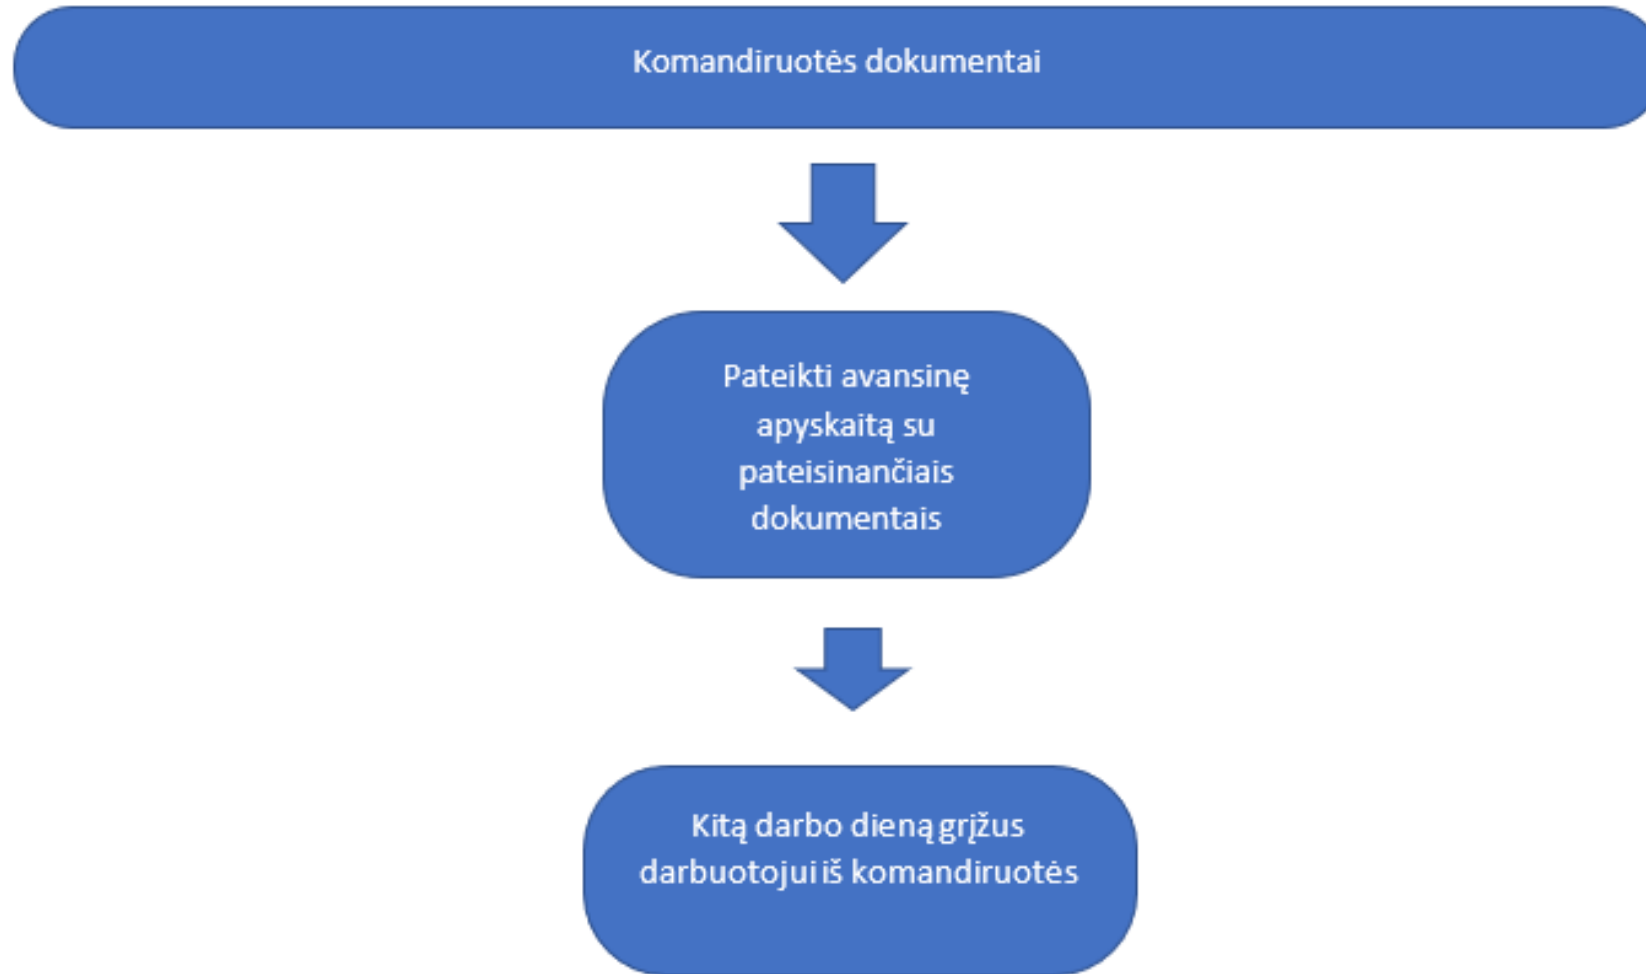 Komandiruotės dokumentai
Pateikti avansinę
apyskaitą su
pateisinančiais
dokumentais
Kitą darbo dieną grįžus
darbuotojui iš komandiruotės